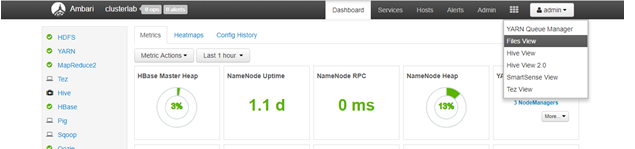 Ambari clusterlab 0 ops 0 alerts Dashboard Services Hosts Alerts Admin admin
YARN Queue Manager
Files View
Hive View
Hive View 2.0
SmartSense View
Tez View
HDFS
YARN
MapReduce2
Tez
Hive
HBase
Pig
Sqoop
Oozie
Metrics Heatmaps Config History
Metric Actions Last 1 hour
HBase Master Heap
3%
NameNode Uptime
1.1 d
NameNode RPC
0 ms
NameNode Heap
13%
3 NodeManagers
More...